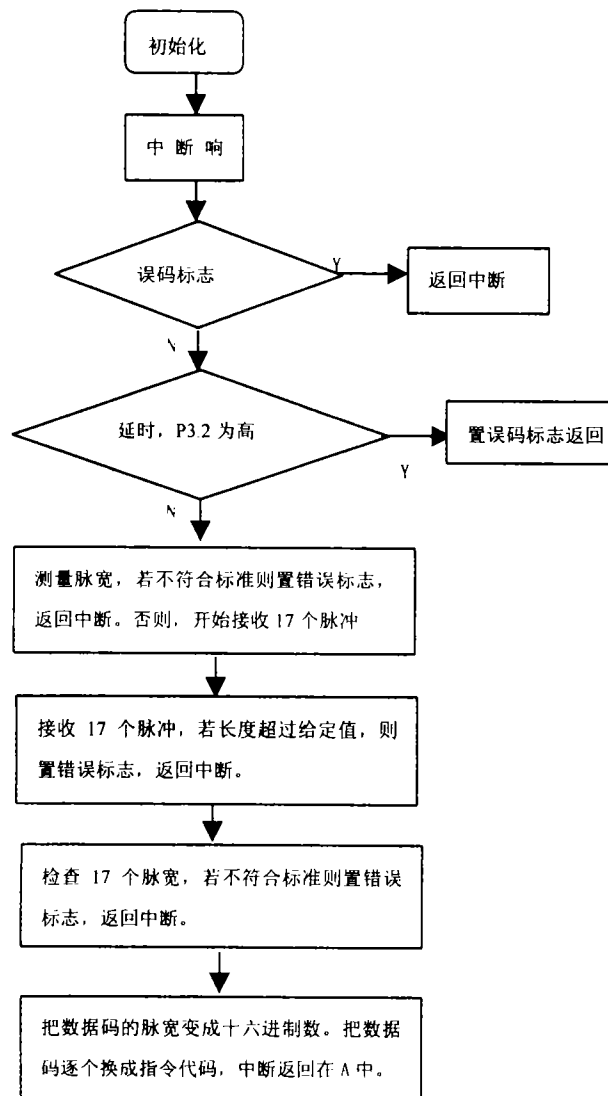 初始化
中 断 响
误码标志
Y
返回中断
N
延时，P3.2 为高
Y
置误码标志返回
N
测量脉宽，若不符合标准则置错误标志，
返回中断。否则，开始接收 17 个脉冲
接收 17 个脉冲，若长度超过给定值，则
置错误标志，返回中断。
检查 17 个脉宽，若不符合标准则置错误
标志，返回中断。
把数据码的脉宽变成十六进制数。把数据
码逐个换成指令代码，中断返回在 A 中。